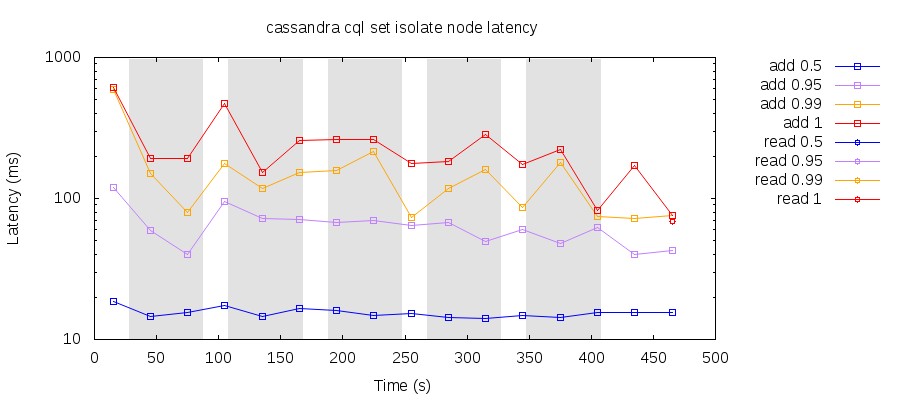 cassandra cql set isolate node latency
Latency (ms)
1000
100
10
0 50 100 150 200 250 300 350 400 450 500
Time (s)
add 0.5
add 0.95
add 0.99
add 1
read 0.5
read 0.95
read 0.99
read 1